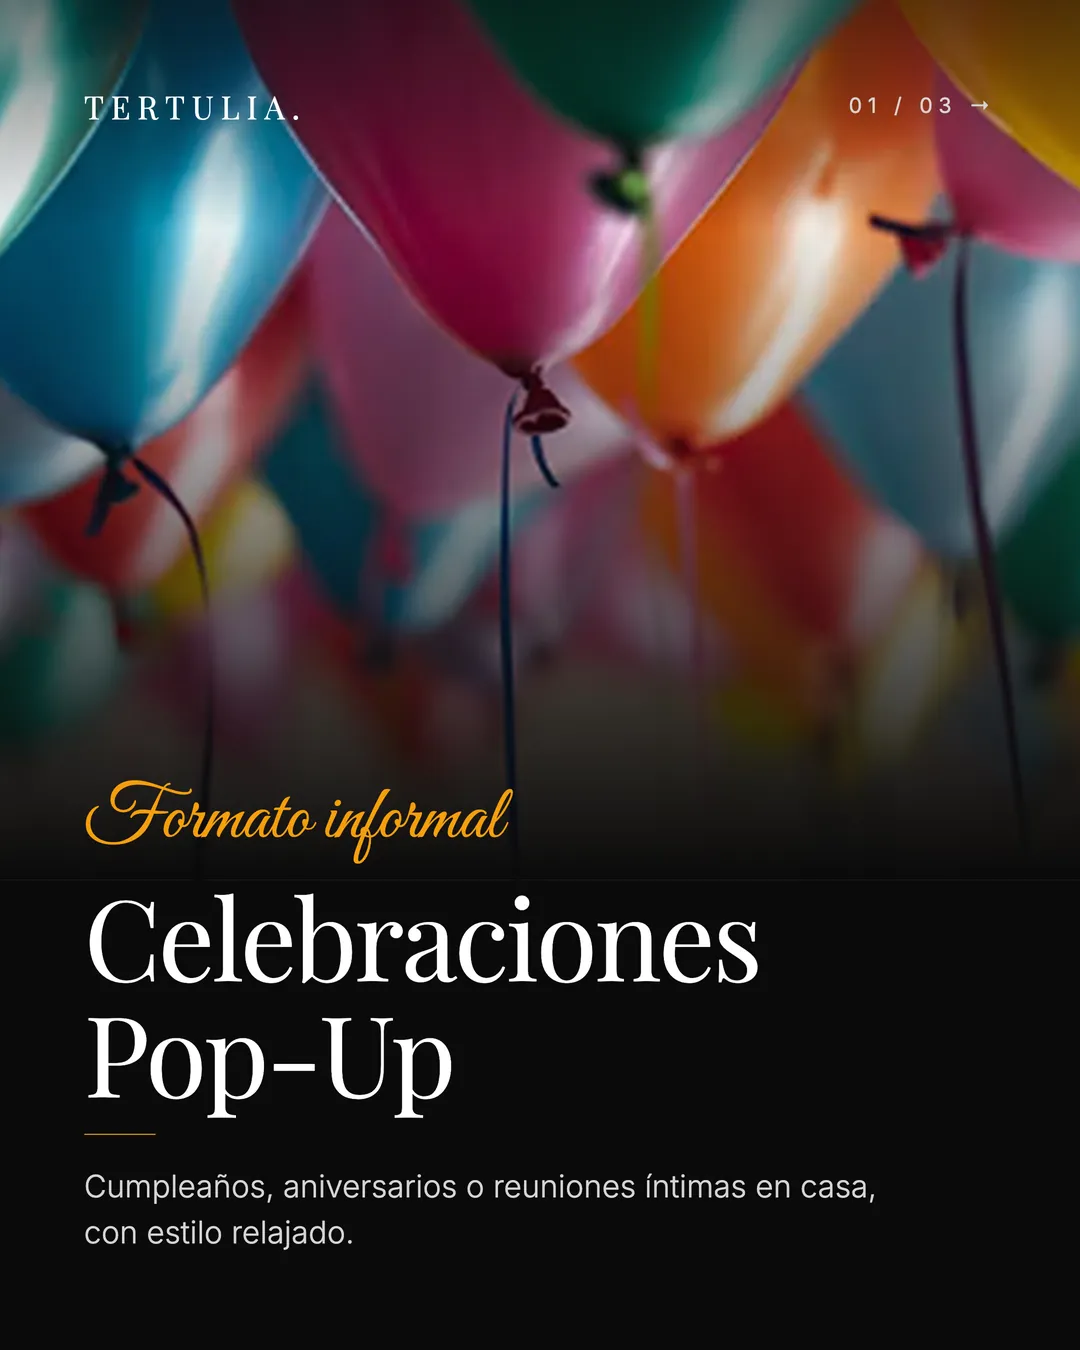 TERTULIA.
01 / 03 →
Formato informal
Celebraciones
Pop-Up
Cumpleaños, aniversarios o reuniones íntimas en casa,
con estilo relajado.